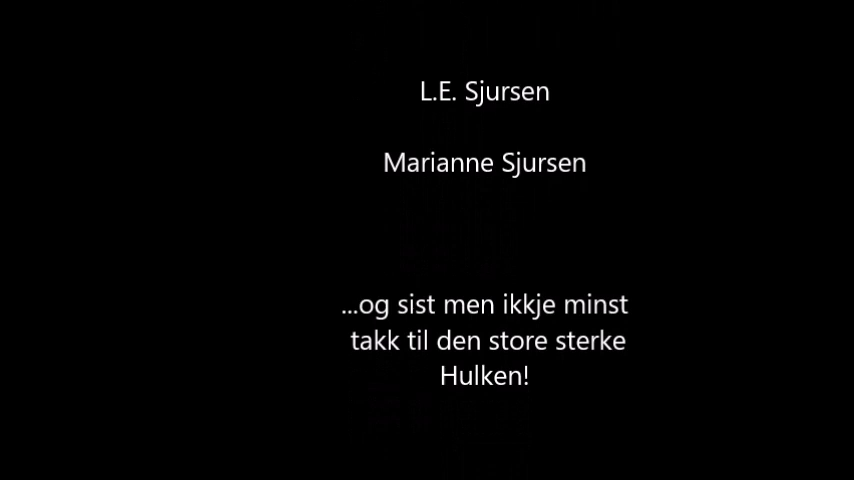 L.E. Sjursen
Marianne Sjursen
...og sist men ikkje minst
takk til den store sterke
Hulken!